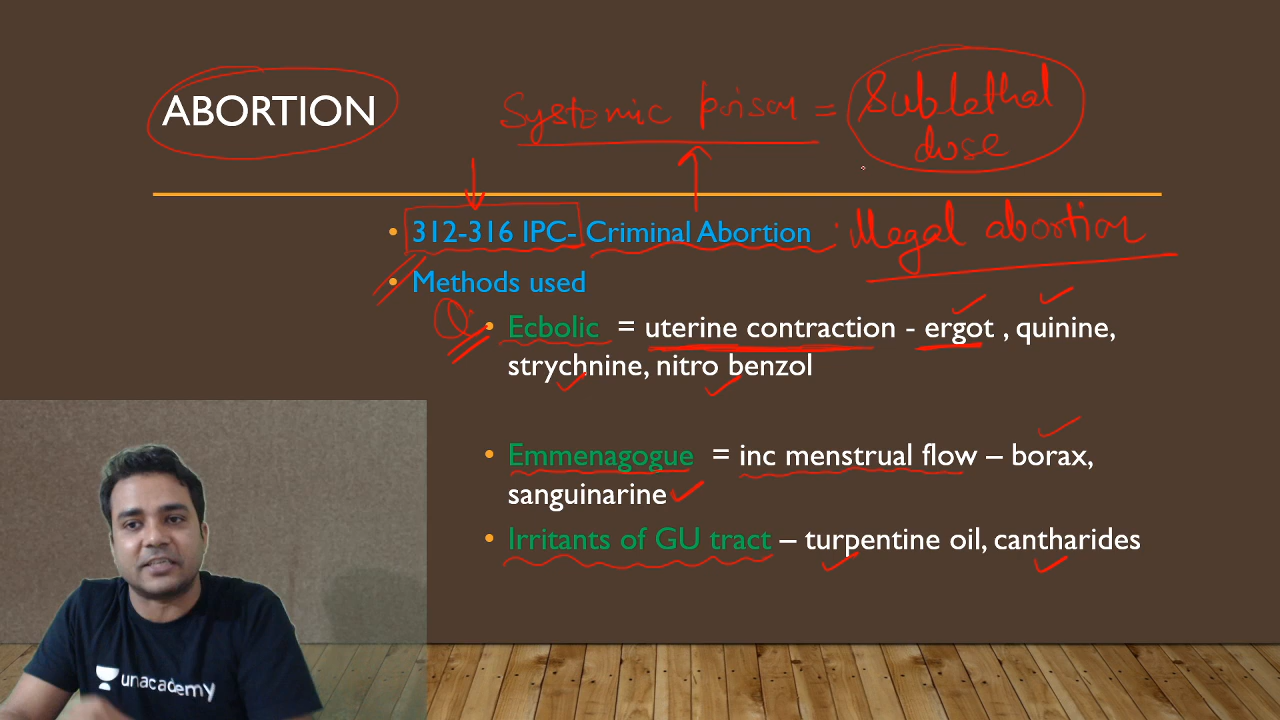 ABORTION
Systemic poison = Sublethal
dose
• 312-316 IPC- Criminal Abortion : Illegal abortion
• Methods used
Q.
• Ecbolic = uterine contraction - ergot , quinine,
strychnine, nitro benzol
• Emmenagogue = inc menstrual flow – borax,
sanguinarine
• Irritants of GU tract – turpentine oil, cantharides
unacademy